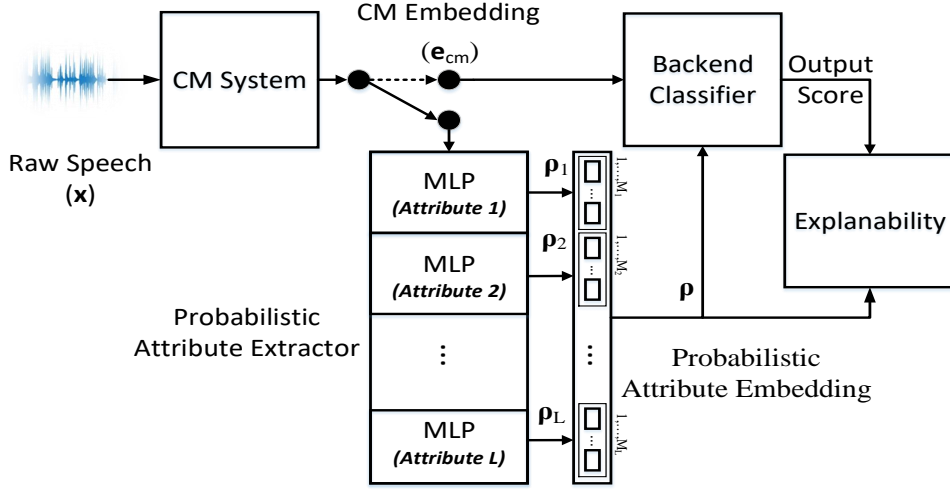 CM Embedding
(e_cm)
CM System
Backend
Classifier
Output
Score
Raw Speech
(x)
MLP
(Attribute 1)
ρ1
1,...,M1
⋮
MLP
(Attribute 2)
ρ2
1,...,M2
⋮
Explanability
ρ
Probabilistic
Attribute Extractor
⋮
⋮
Probabilistic
Attribute Embedding
MLP
(Attribute L)
ρL
1,...,ML
⋮